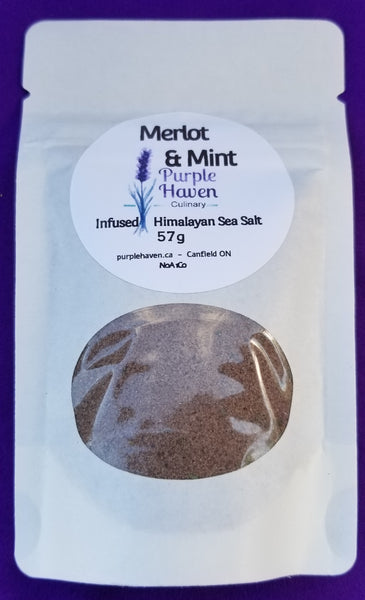 Merlot
& Mint
Purple
Haven
Culinary
Infused Himalayan Sea Salt
57g
purplehaven.ca - Canfield ON